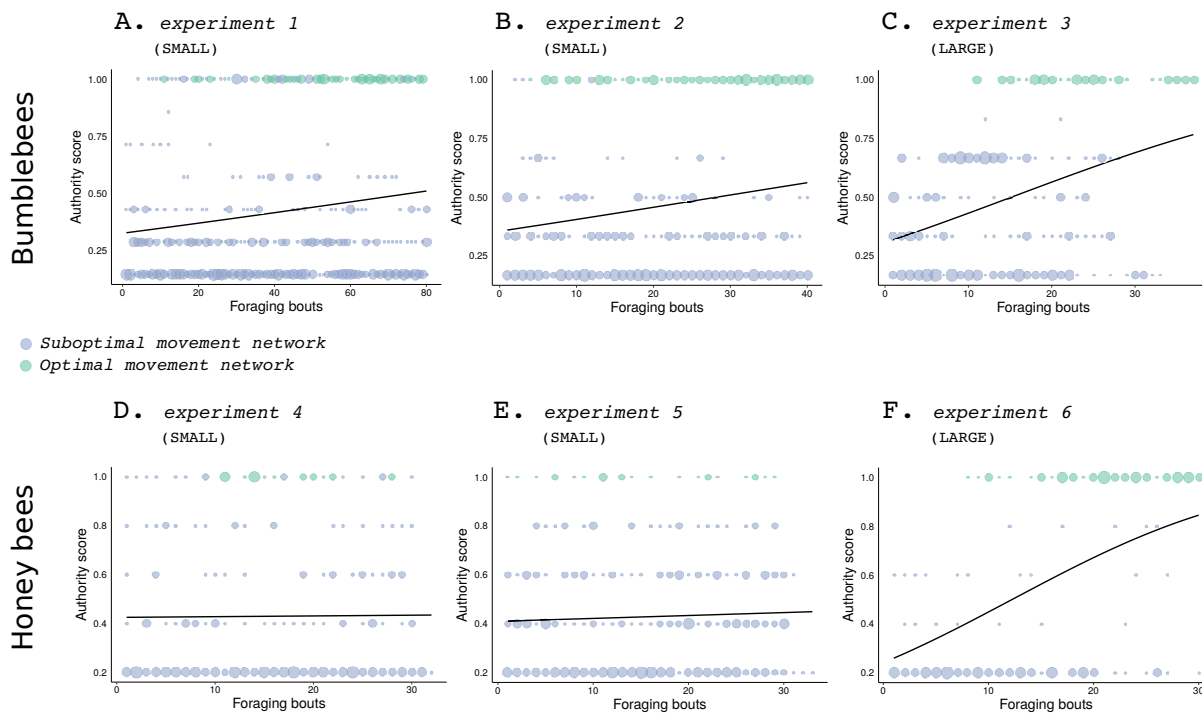 Bumblebees
A. experiment 1
(SMALL)
Authority score
1.00
0.75
0.50
0.25
0 20 40 60 80
Foraging bouts
B. experiment 2
(SMALL)
Authority score
1.00
0.75
0.50
0.25
0 10 20 30 40
Foraging bouts
C. experiment 3
(LARGE)
Authority score
1.00
0.75
0.50
0.25
0 10 20 30
Foraging bouts
Suboptimal movement network
Optimal movement network
Honey bees
D. experiment 4
(SMALL)
Authority score
1.0
0.8
0.6
0.4
0.2
0 10 20 30
Foraging bouts
E. experiment 5
(SMALL)
Authority score
1.0
0.8
0.6
0.4
0.2
0 10 20 30
Foraging bouts
F. experiment 6
(LARGE)
Authority score
1.0
0.8
0.6
0.4
0.2
0 10 20 30
Foraging bouts